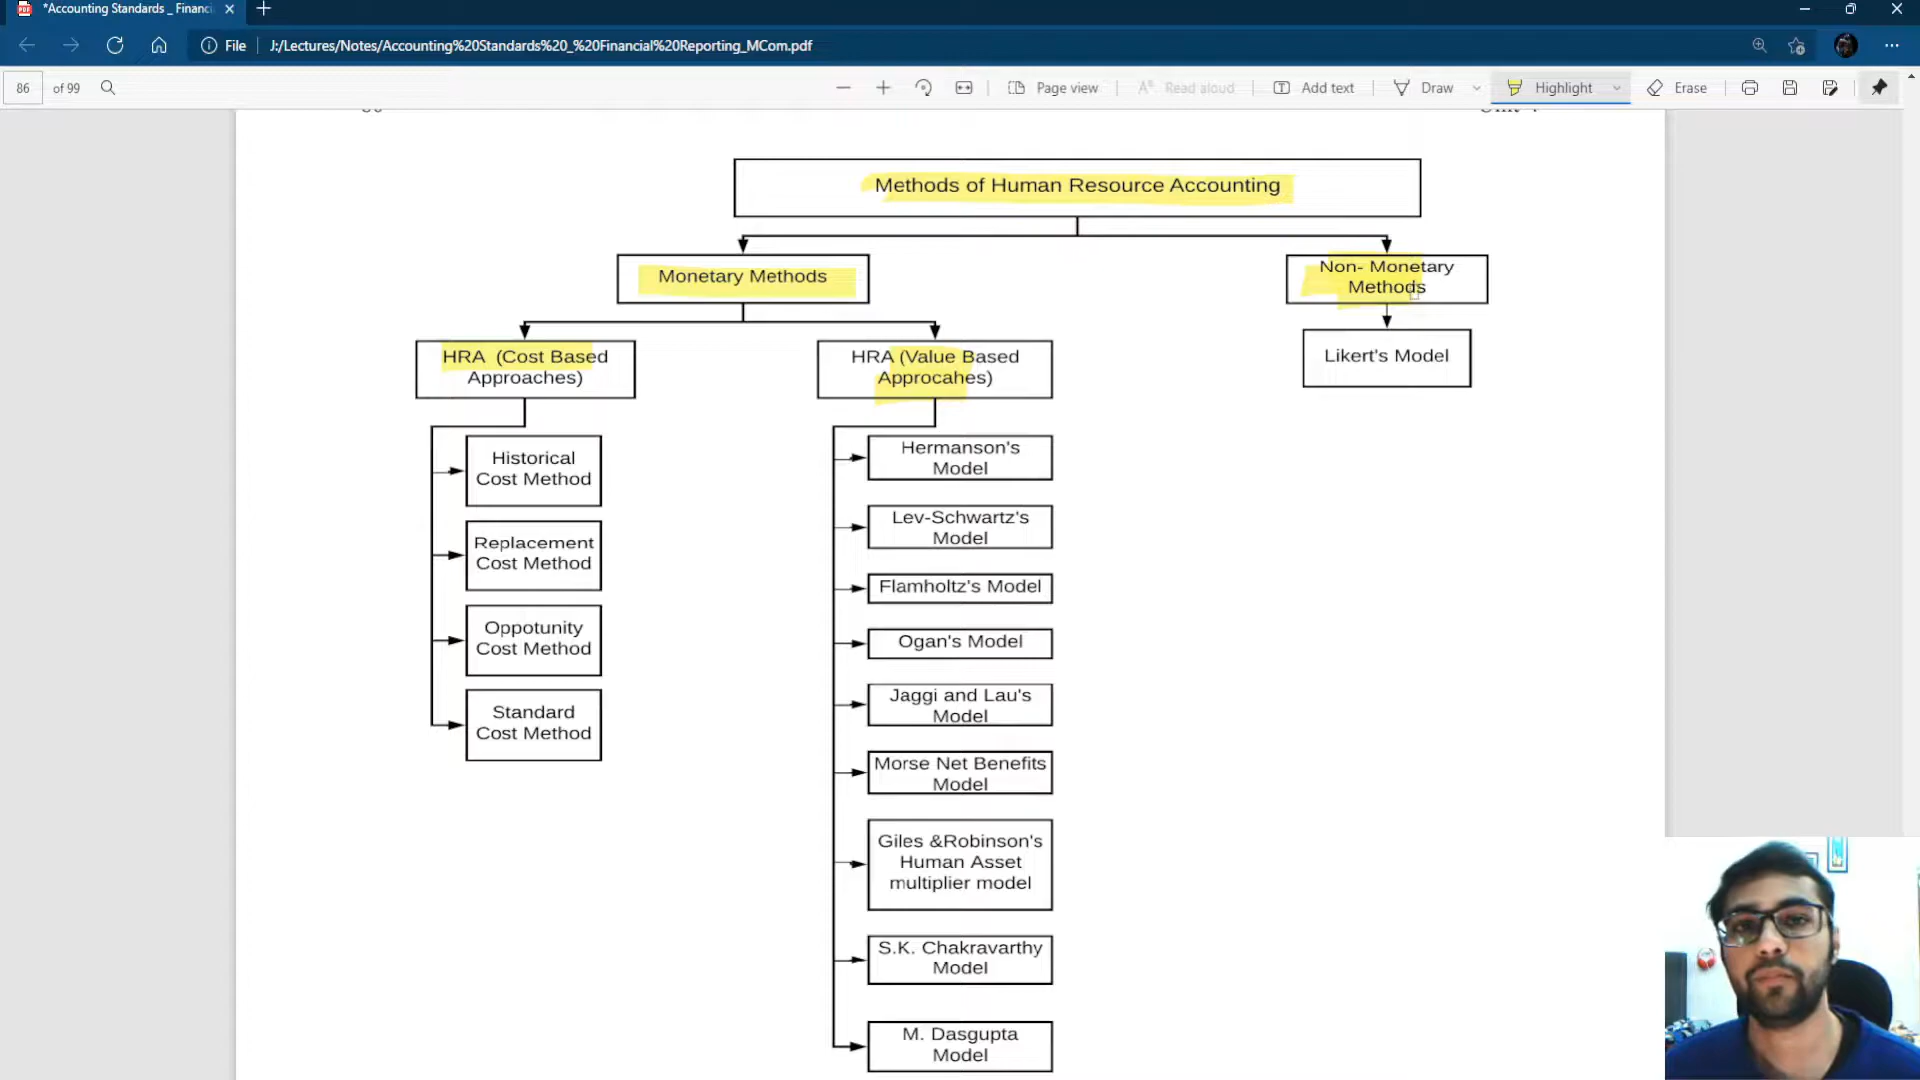 *Accounting Standards _ Financi
File
J:/Lectures/Notes/Accounting%20Standards%20_%20Financial%20Reporting_MCom.pdf
86 of 99
Page view
Read aloud
Add text
Draw
Highlight
Erase
Methods of Human Resource Accounting
Monetary Methods
Non- Monetary
Methods
HRA (Cost Based
Approaches)
HRA (Value Based
Approcahes)
Likert's Model
Historical
Cost Method
Replacement
Cost Method
Oppotunity
Cost Method
Standard
Cost Method
Hermanson's
Model
Lev-Schwartz's
Model
Flamholtz's Model
Ogan's Model
Jaggi and Lau's
Model
Morse Net Benefits
Model
Giles &Robinson's
Human Asset
multiplier model
S.K. Chakravarthy
Model
M. Dasgupta
Model